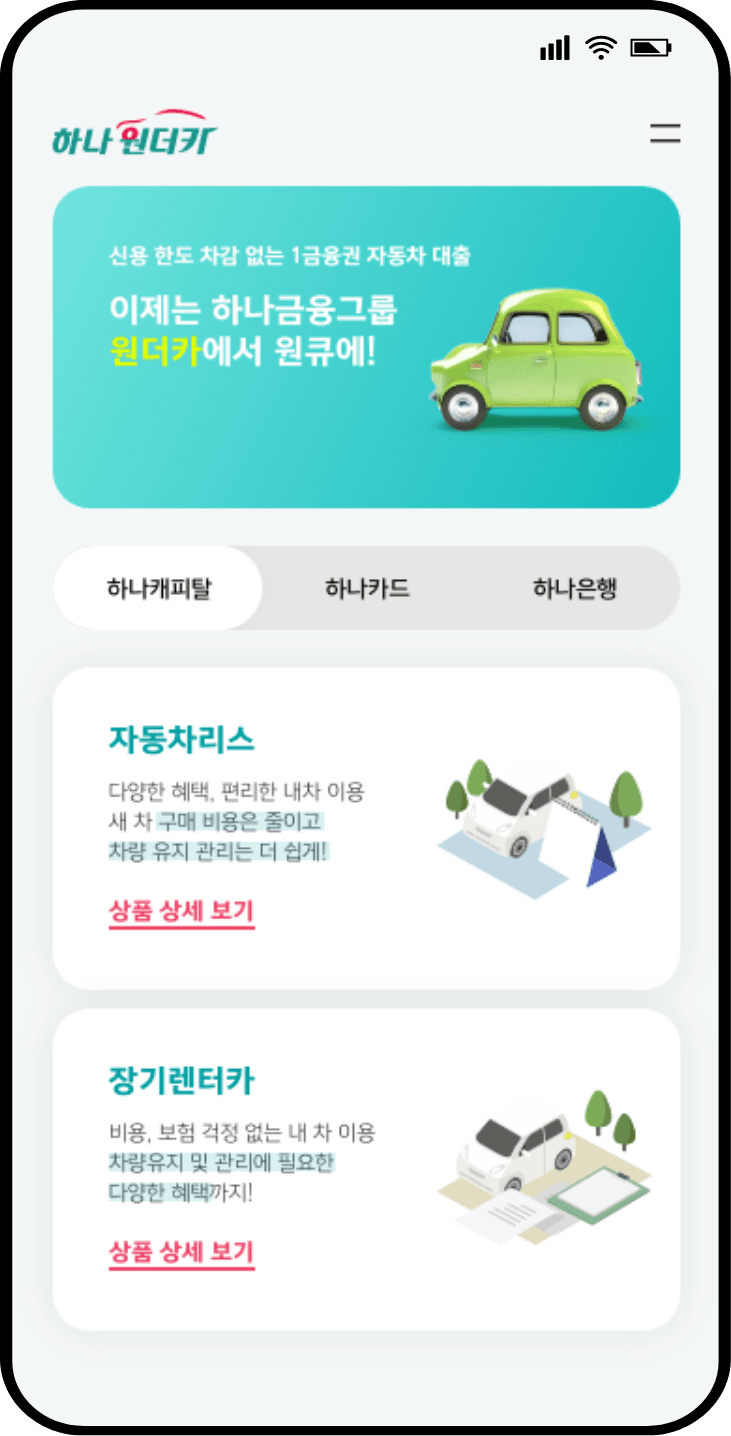 하나 원더카
신용 한도 차감 없는 1금융권 자동차 대출
이제는 하나금융그룹
원더카에서 원큐에!
하나캐피탈 하나카드 하나은행
자동차리스
다양한 혜택, 편리한 내차 이용
새 차 구매 비용은 줄이고
차량 유지 관리는 더 쉽게!
상품 상세 보기
장기렌터카
비용, 보험 걱정 없는 내 차 이용
차량유지 및 관리에 필요한
다양한 혜택까지!
상품 상세 보기